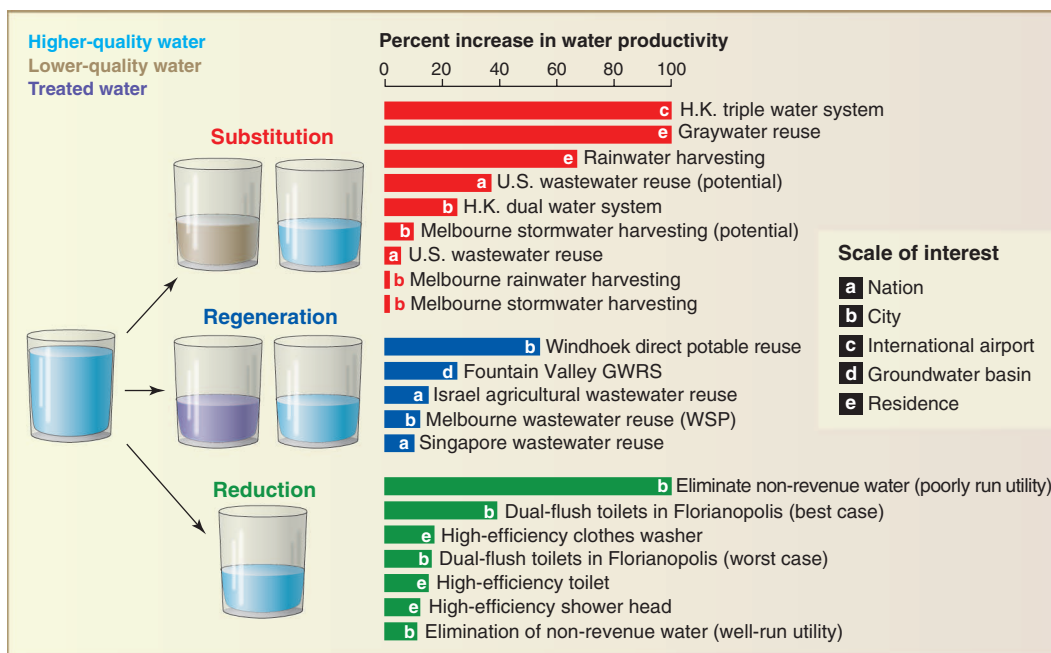 Higher-quality water
Lower-quality water
Treated water
Percent increase in water productivity
0 20 40 60 80 100
Substitution
c H.K. triple water system
e Graywater reuse
e Rainwater harvesting
a U.S. wastewater reuse (potential)
b H.K. dual water system
b Melbourne stormwater harvesting (potential)
a U.S. wastewater reuse
b Melbourne rainwater harvesting
b Melbourne stormwater harvesting
Regeneration
b Windhoek direct potable reuse
d Fountain Valley GWRS
a Israel agricultural wastewater reuse
b Melbourne wastewater reuse (WSP)
a Singapore wastewater reuse
Reduction
b Eliminate non-revenue water (poorly run utility)
b Dual-flush toilets in Florianopolis (best case)
e High-efficiency clothes washer
b Dual-flush toilets in Florianopolis (worst case)
e High-efficiency toilet
e High-efficiency shower head
b Elimination of non-revenue water (well-run utility)
Scale of interest
a Nation
b City
c International airport
d Groundwater basin
e Residence